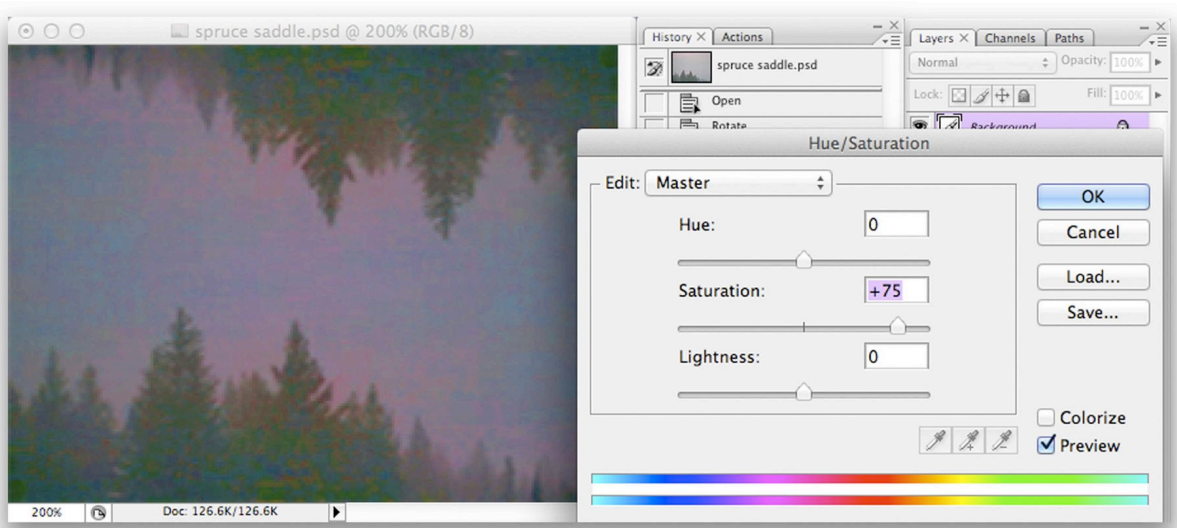 spruce saddle.psd @ 200% (RGB/8)
200%
Doc: 126.6K/126.6K
History × Actions
spruce saddle.psd
Open
Rotate
Layers × Channels Paths
Normal Opacity: 100%
Lock: Fill: 100%
Background
Hue/Saturation
Edit: Master
Hue: 0
Saturation: +75
Lightness: 0
OK
Cancel
Load...
Save...
Colorize
Preview